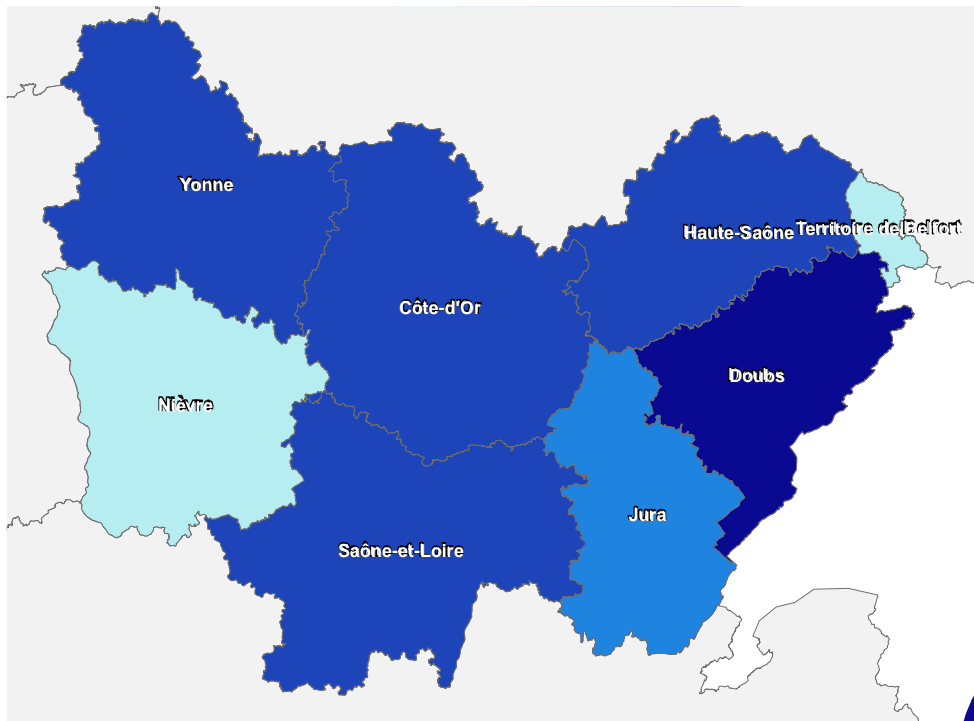 Yonne
Haute-Saône
Territoire de Belfort
Côte-d'Or
Doubs
Nièvre
Jura
Saône-et-Loire